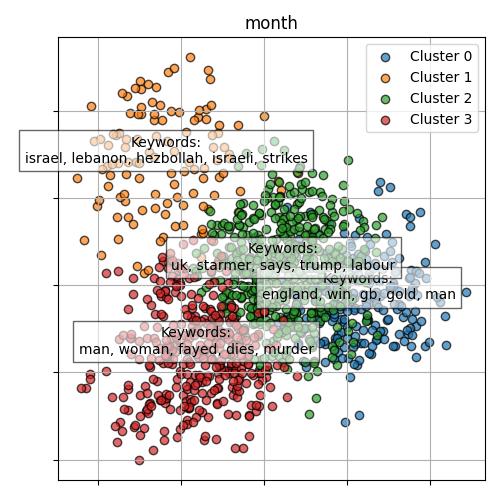 month
Cluster 0
Cluster 1
Cluster 2
Cluster 3
Keywords:
israel, lebanon, hezbollah, israeli, strikes
Keywords:
uk, starmer, says, trump, labour
Keywords:
england, win, gb, gold, man
Keywords:
man, woman, fayed, dies, murder